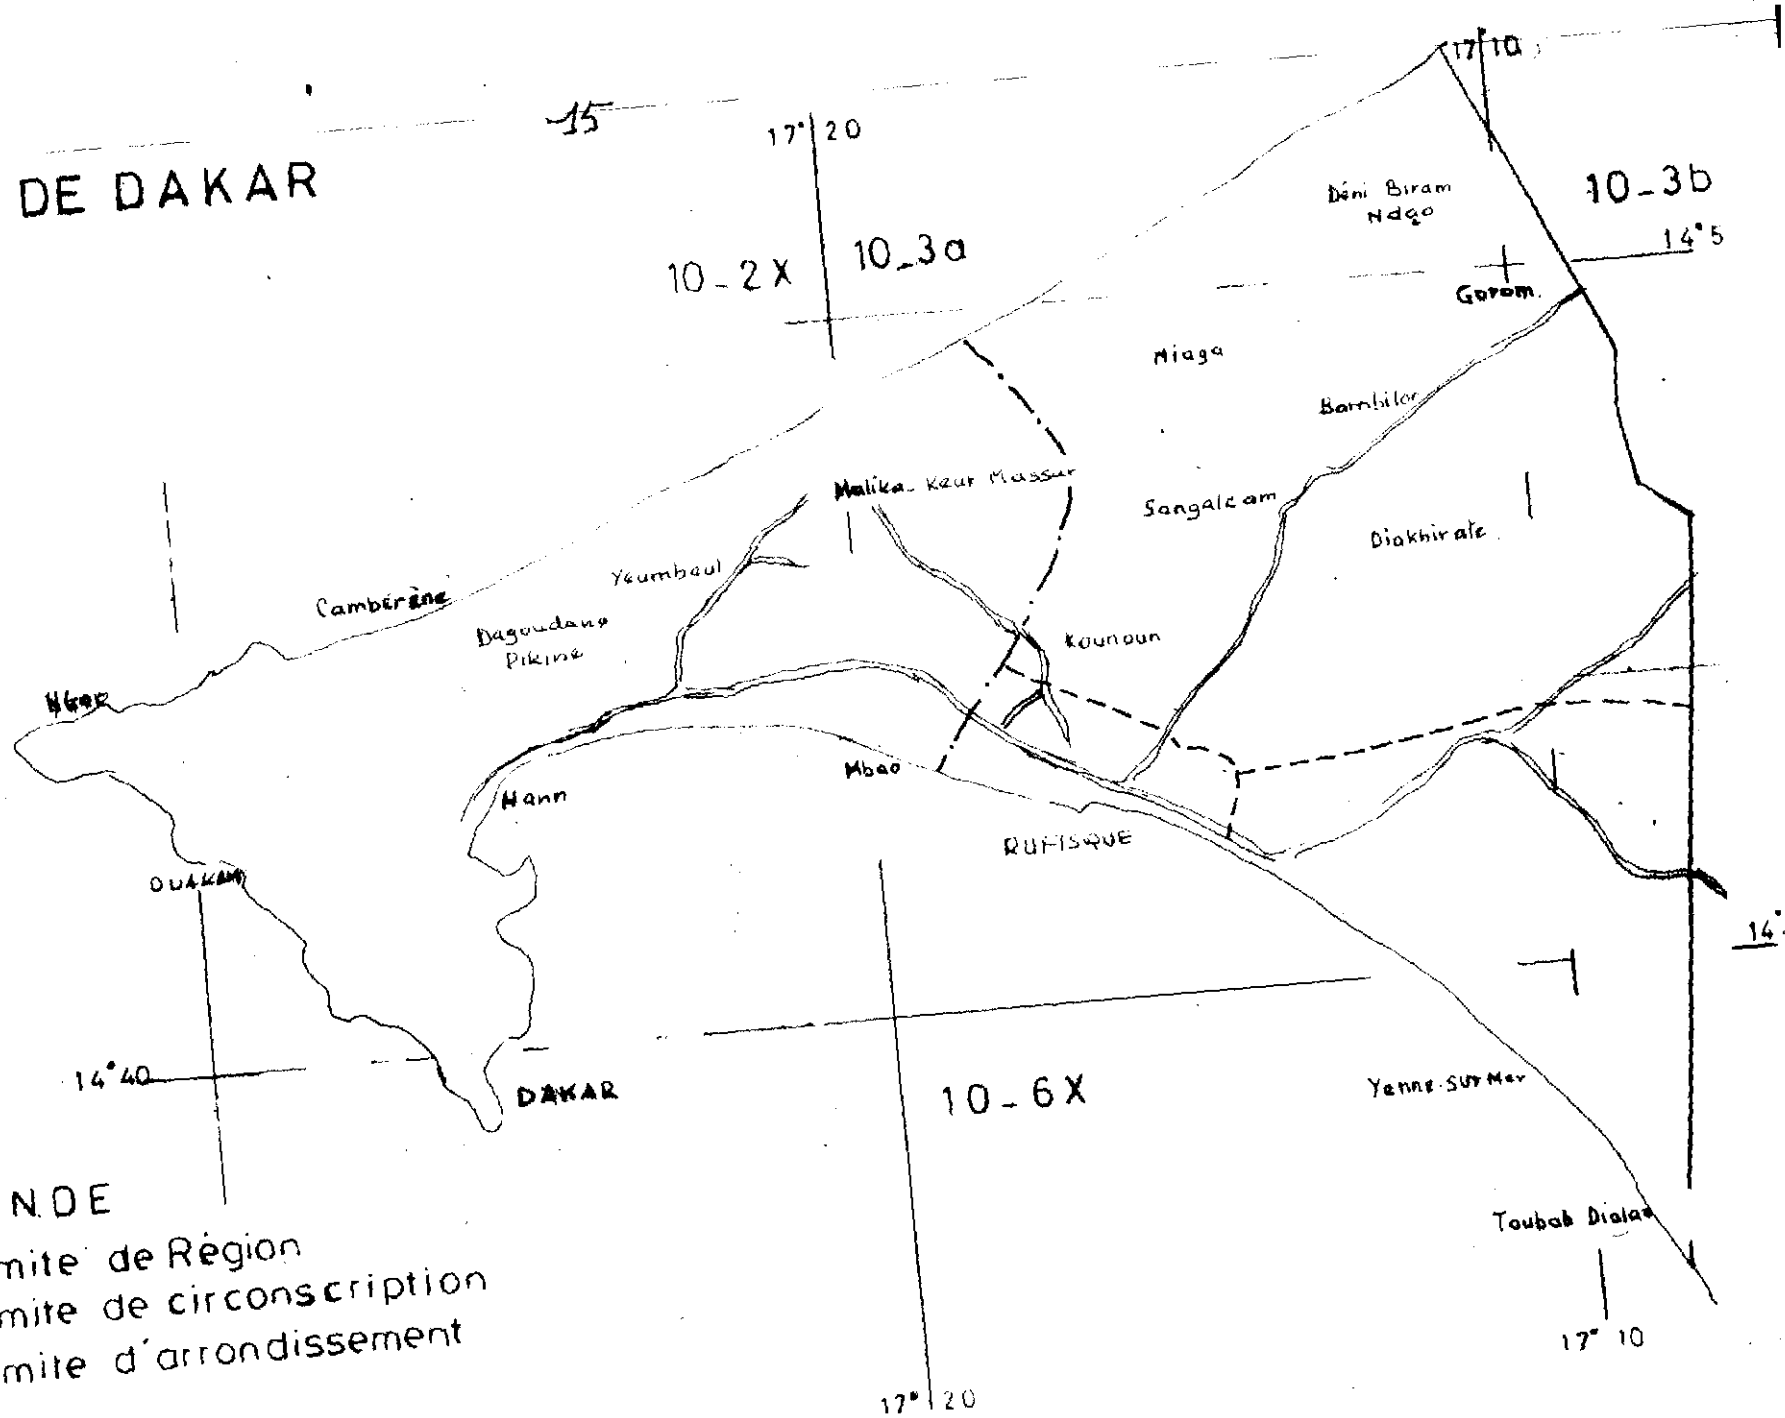 17° 10
15
17° 20
DE DAKAR
Déni Biram
Ndao
10-3b
14° 5
10-2X
10-3a
Gorom.
Niaga
Bambilor
Malika - Keur Massar
Sangalcam
Diakhirate
Yeumbeul
Cambérène
Dagoudane
Pikine
Kounoun
NGOR
Mbao
Hann
RUFISQUE
OUAKAM
14°
14° 40
DAKAR
10-6X
Yenne-sur Mer
NDE
Toubab Dialao
mite de Région
mite de circonscription
mite d'arrondissement
17° 10
17° 20